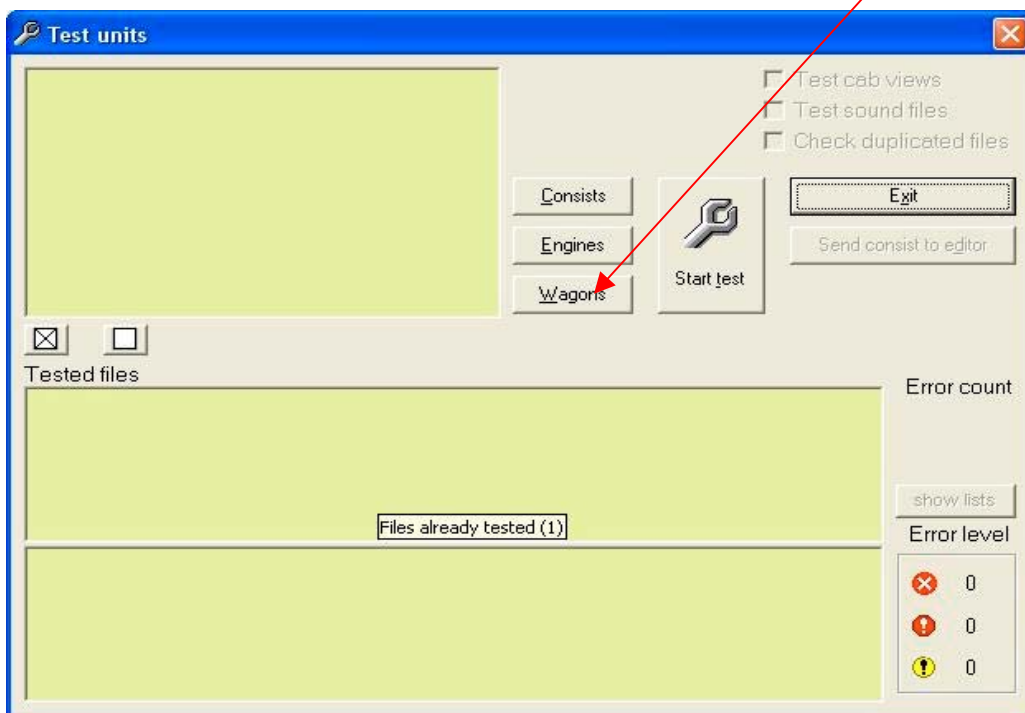 Test units
Test cab views
Test sound files
Check duplicated files
Consists
Engines
Wagons
Start test
Exit
Send consist to editor
Tested files
Error count
Files already tested (1)
show lists
Error level
0
0
0